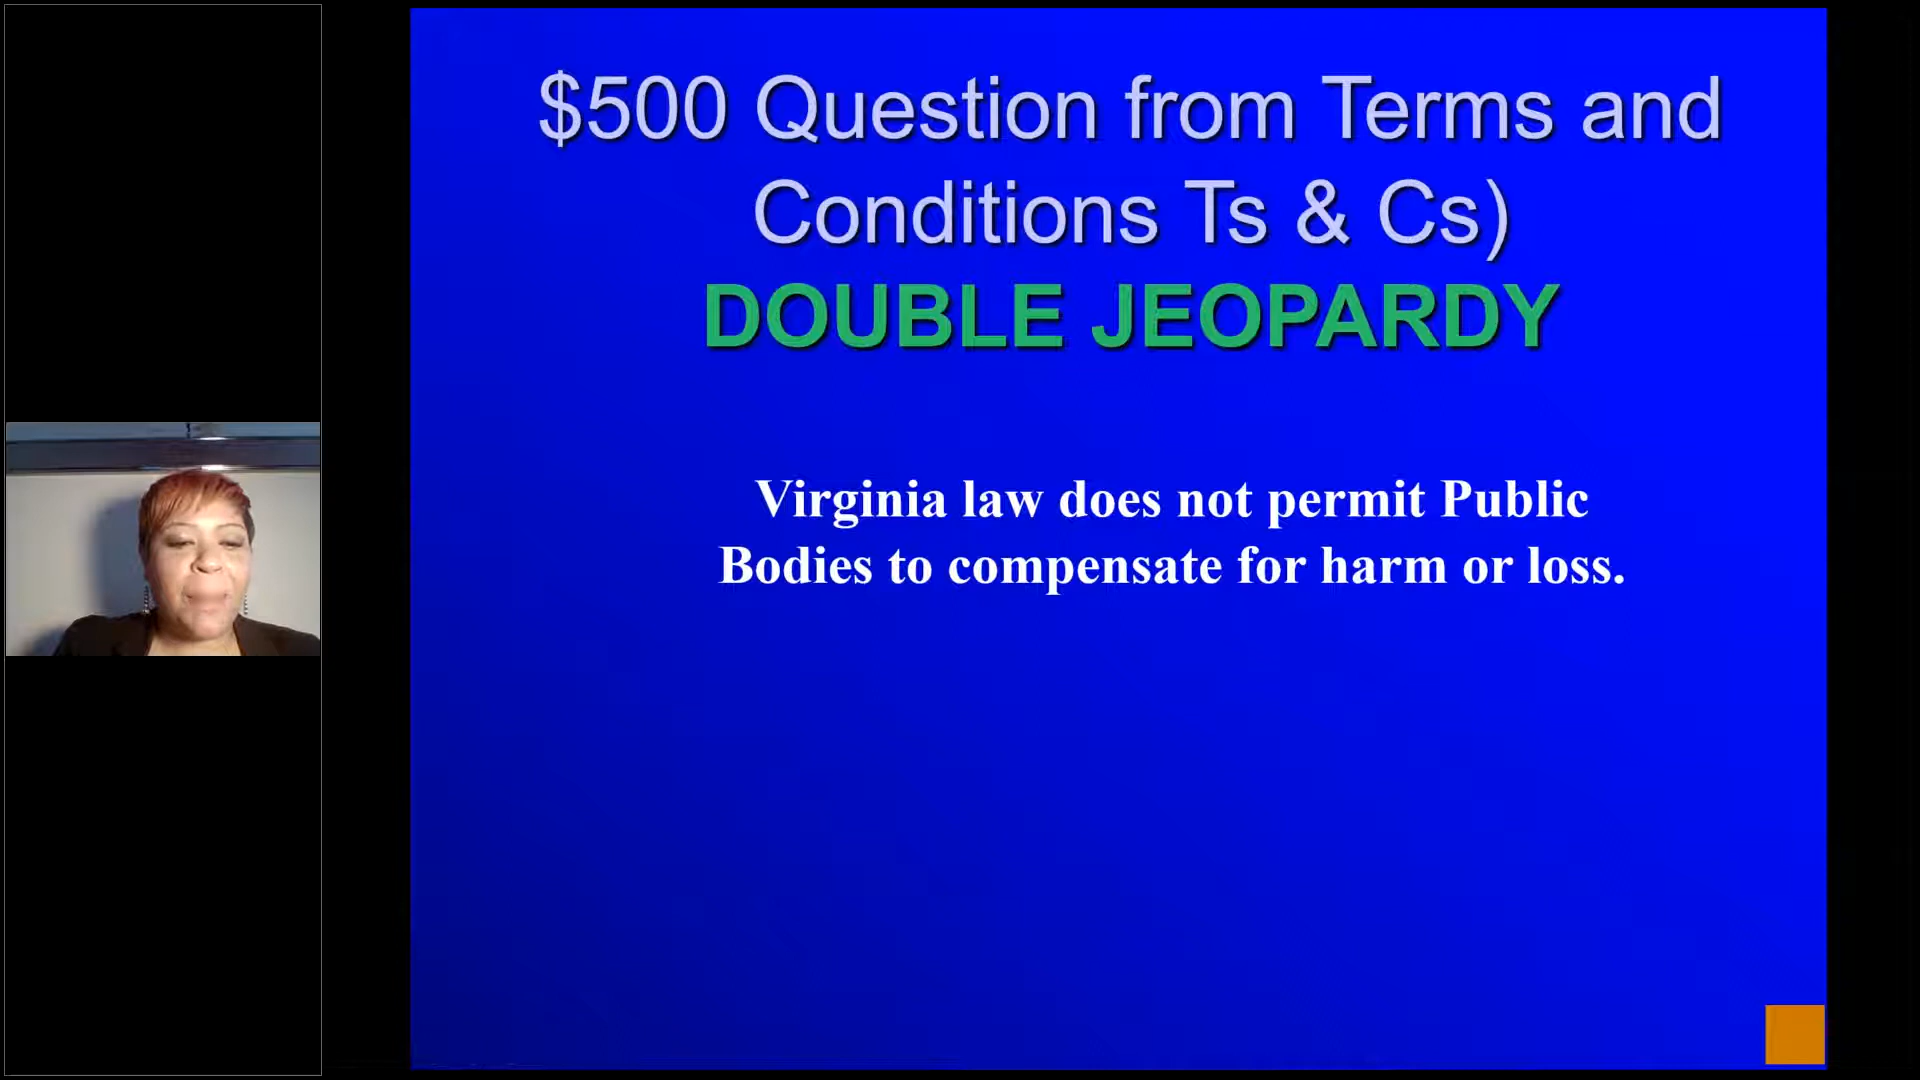 $500 Question from Terms and
Conditions Ts & Cs)
DOUBLE JEOPARDY
Virginia law does not permit Public
Bodies to compensate for harm or loss.